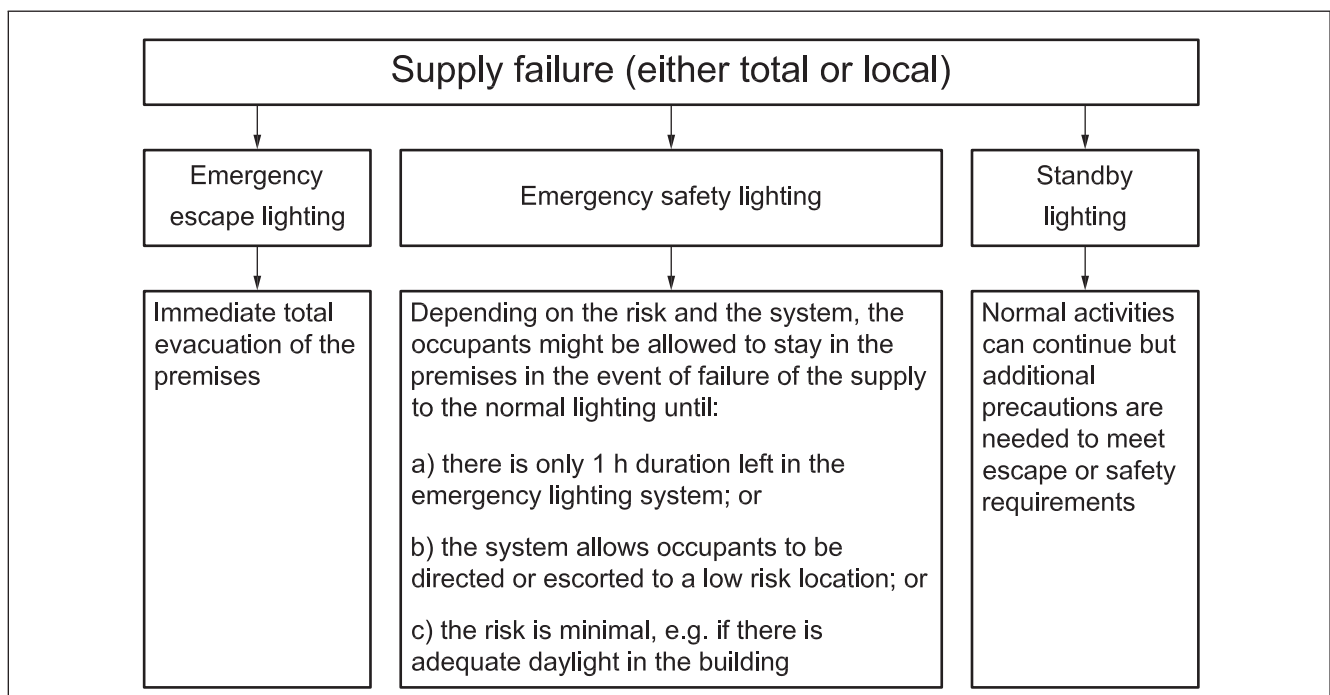 Supply failure (either total or local)
Emergency
escape lighting
Emergency safety lighting
Standby
lighting
Immediate total
evacuation of the
premises
Depending on the risk and the system, the
occupants might be allowed to stay in the
premises in the event of failure of the supply
to the normal lighting until:
a) there is only 1 h duration left in the
emergency lighting system; or
b) the system allows occupants to be
directed or escorted to a low risk location; or
c) the risk is minimal, e.g. if there is
adequate daylight in the building
Normal activities
can continue but
additional
precautions are
needed to meet
escape or safety
requirements